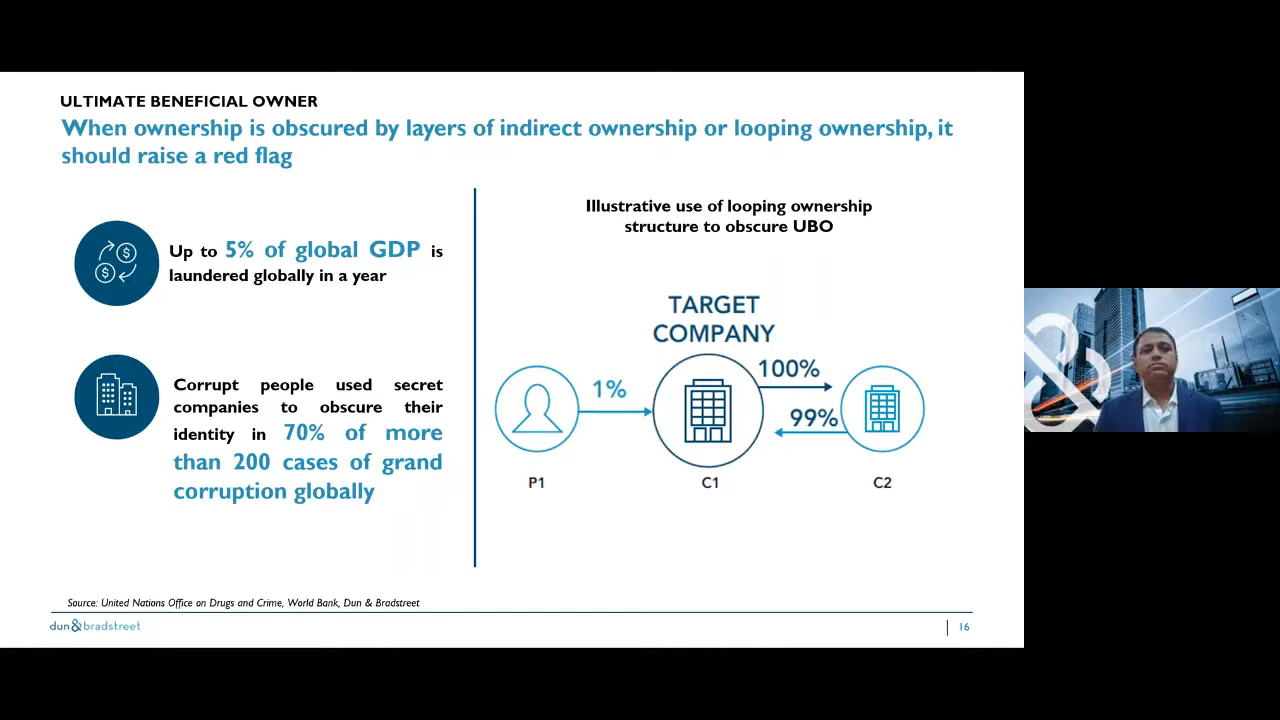 ULTIMATE BENEFICIAL OWNER
When ownership is obscured by layers of indirect ownership or looping ownership, it
should raise a red flag
Up to 5% of global GDP is
laundered globally in a year
Corrupt people used secret
companies to obscure their
identity in 70% of more
than 200 cases of grand
corruption globally
Illustrative use of looping ownership
structure to obscure UBO
TARGET
COMPANY
1%
100%
99%
P1
C1
C2
Source: United Nations Office on Drugs and Crime, World Bank, Dun & Bradstreet
dun&bradstreet
16